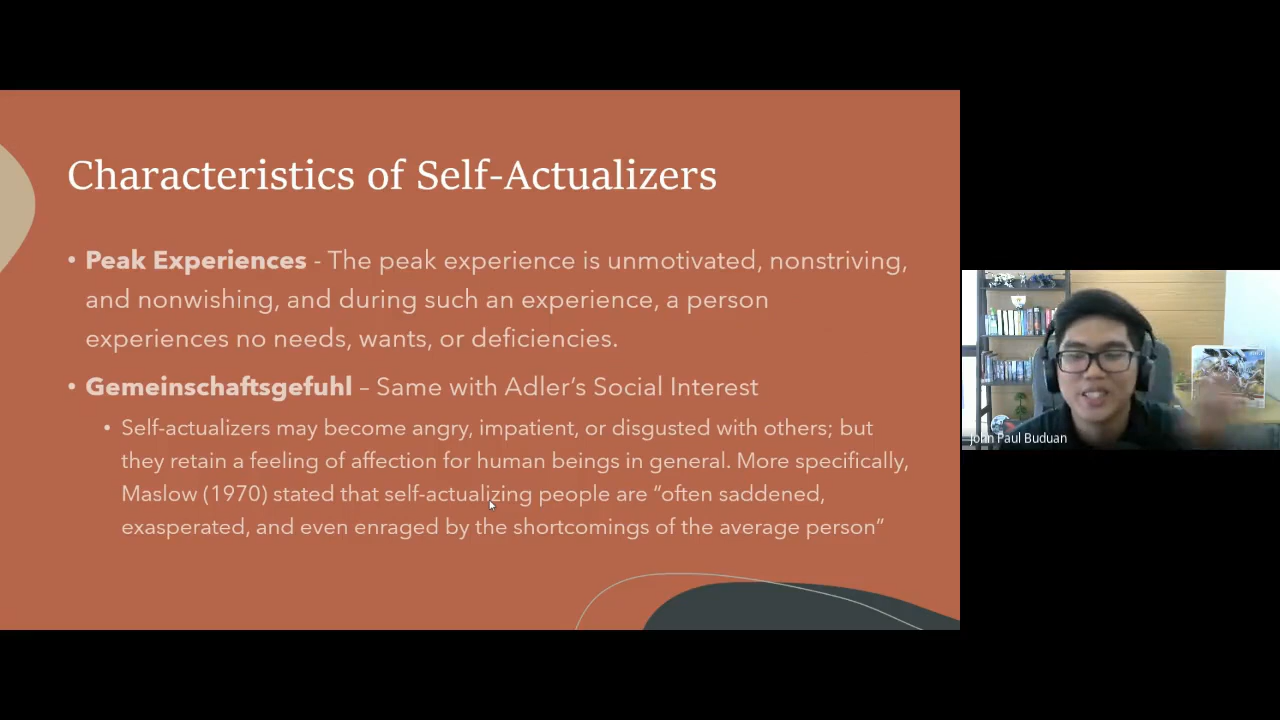 Characteristics of Self-Actualizers
• Peak Experiences - The peak experience is unmotivated, nonstriving,
and nonwishing, and during such an experience, a person
experiences no needs, wants, or deficiencies.
• Gemeinschaftsgefuhl – Same with Adler’s Social Interest
• Self-actualizers may become angry, impatient, or disgusted with others; but
they retain a feeling of affection for human beings in general. More specifically,
Maslow (1970) stated that self-actualizing people are “often saddened,
exasperated, and even enraged by the shortcomings of the average person”
John Paul Buduan